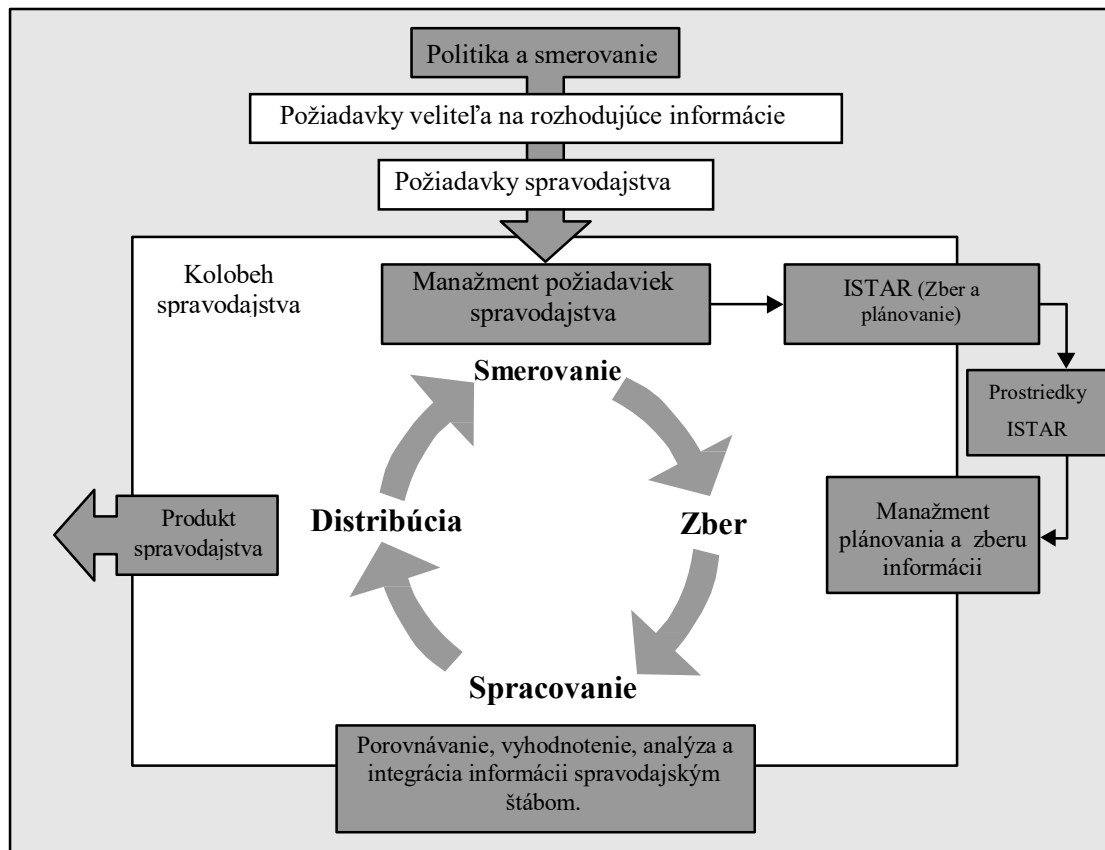 Politika a smerovanie
Požiadavky veliteľa na rozhodujúce informácie
Požiadavky spravodajstva
Kolobeh
spravodajstva
Manažment požiadaviek
spravodajstva
ISTAR (Zber a
plánovanie)
Smerovanie
Prostriedky
ISTAR
Produkt
spravodajstva
Distribúcia
Zber
Manažment
plánovania a zberu
informácii
Spracovanie
Porovnávanie, vyhodnotenie, analýza a
integrácia informácii spravodajským
štábom.